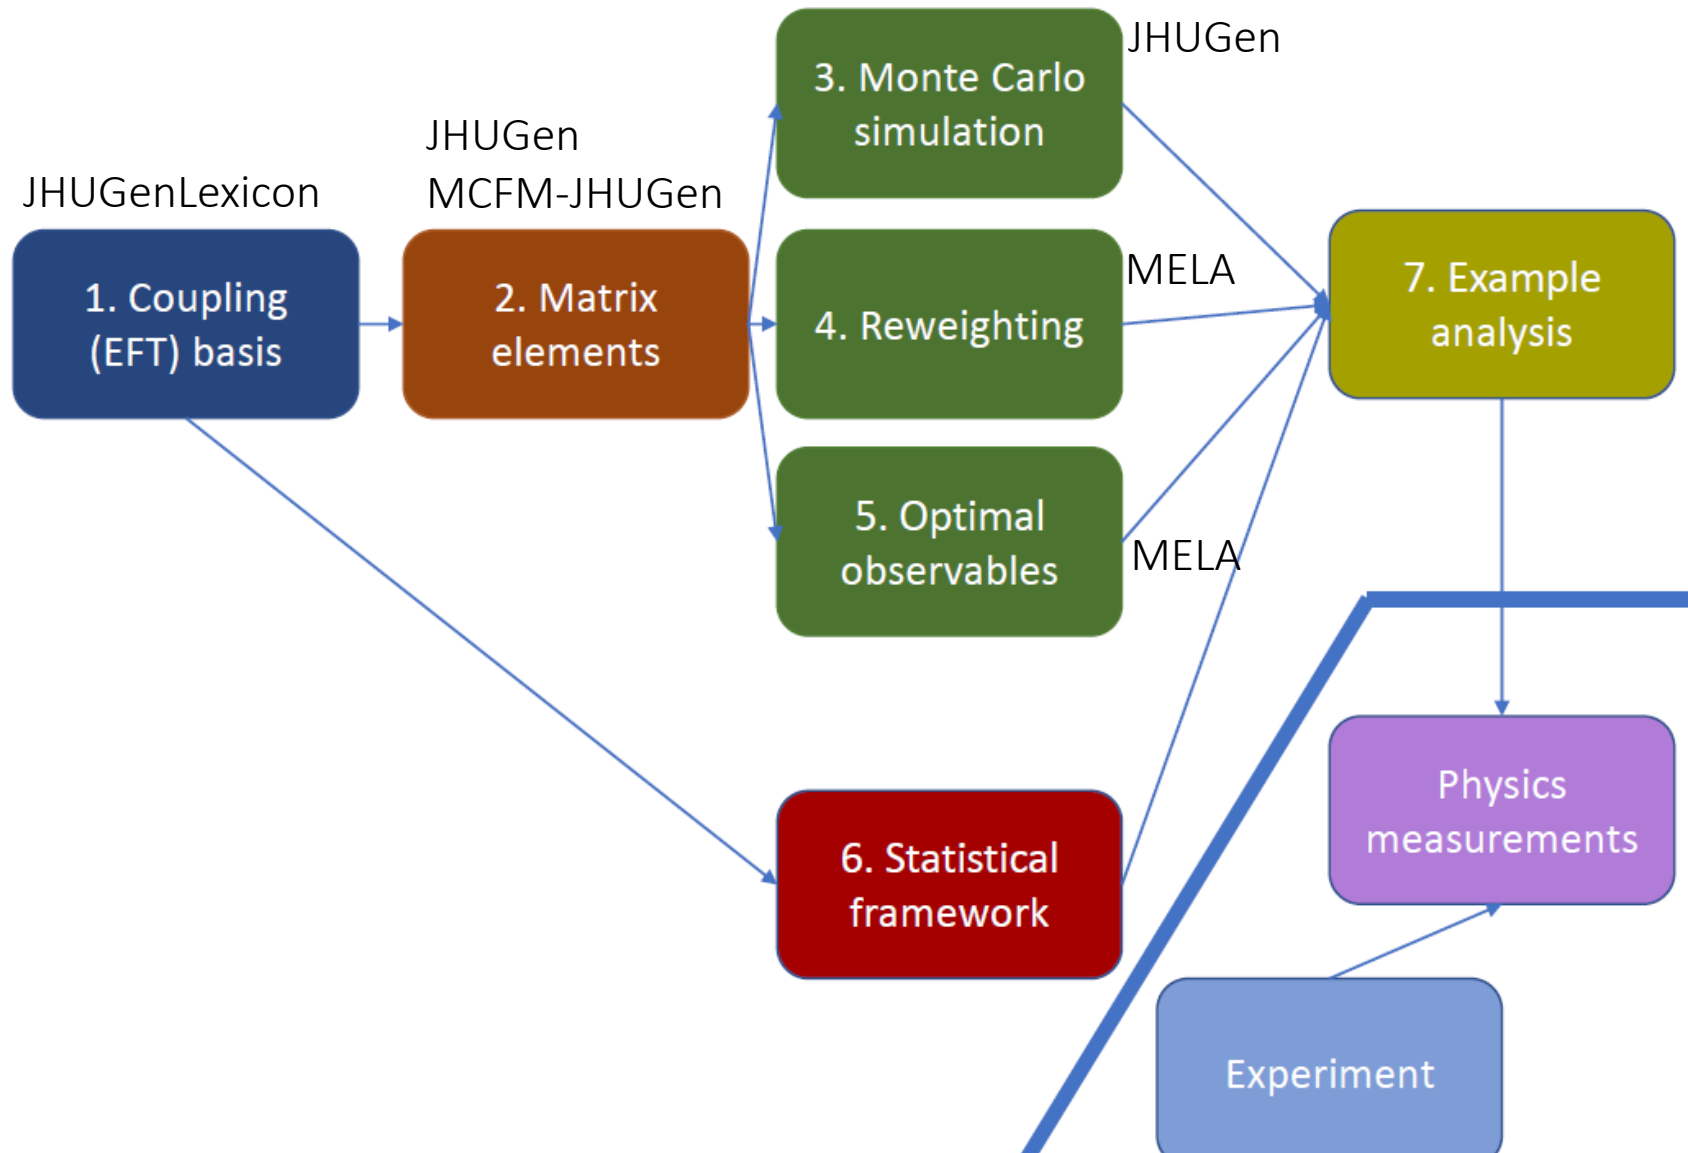 JHUGenLexicon
1. Coupling
(EFT) basis
JHUGen
MCFM-JHUGen
2. Matrix
elements
3. Monte Carlo
simulation
JHUGen
4. Reweighting
MELA
5. Optimal
observables
MELA
6. Statistical
framework
7. Example
analysis
Physics
measurements
Experiment